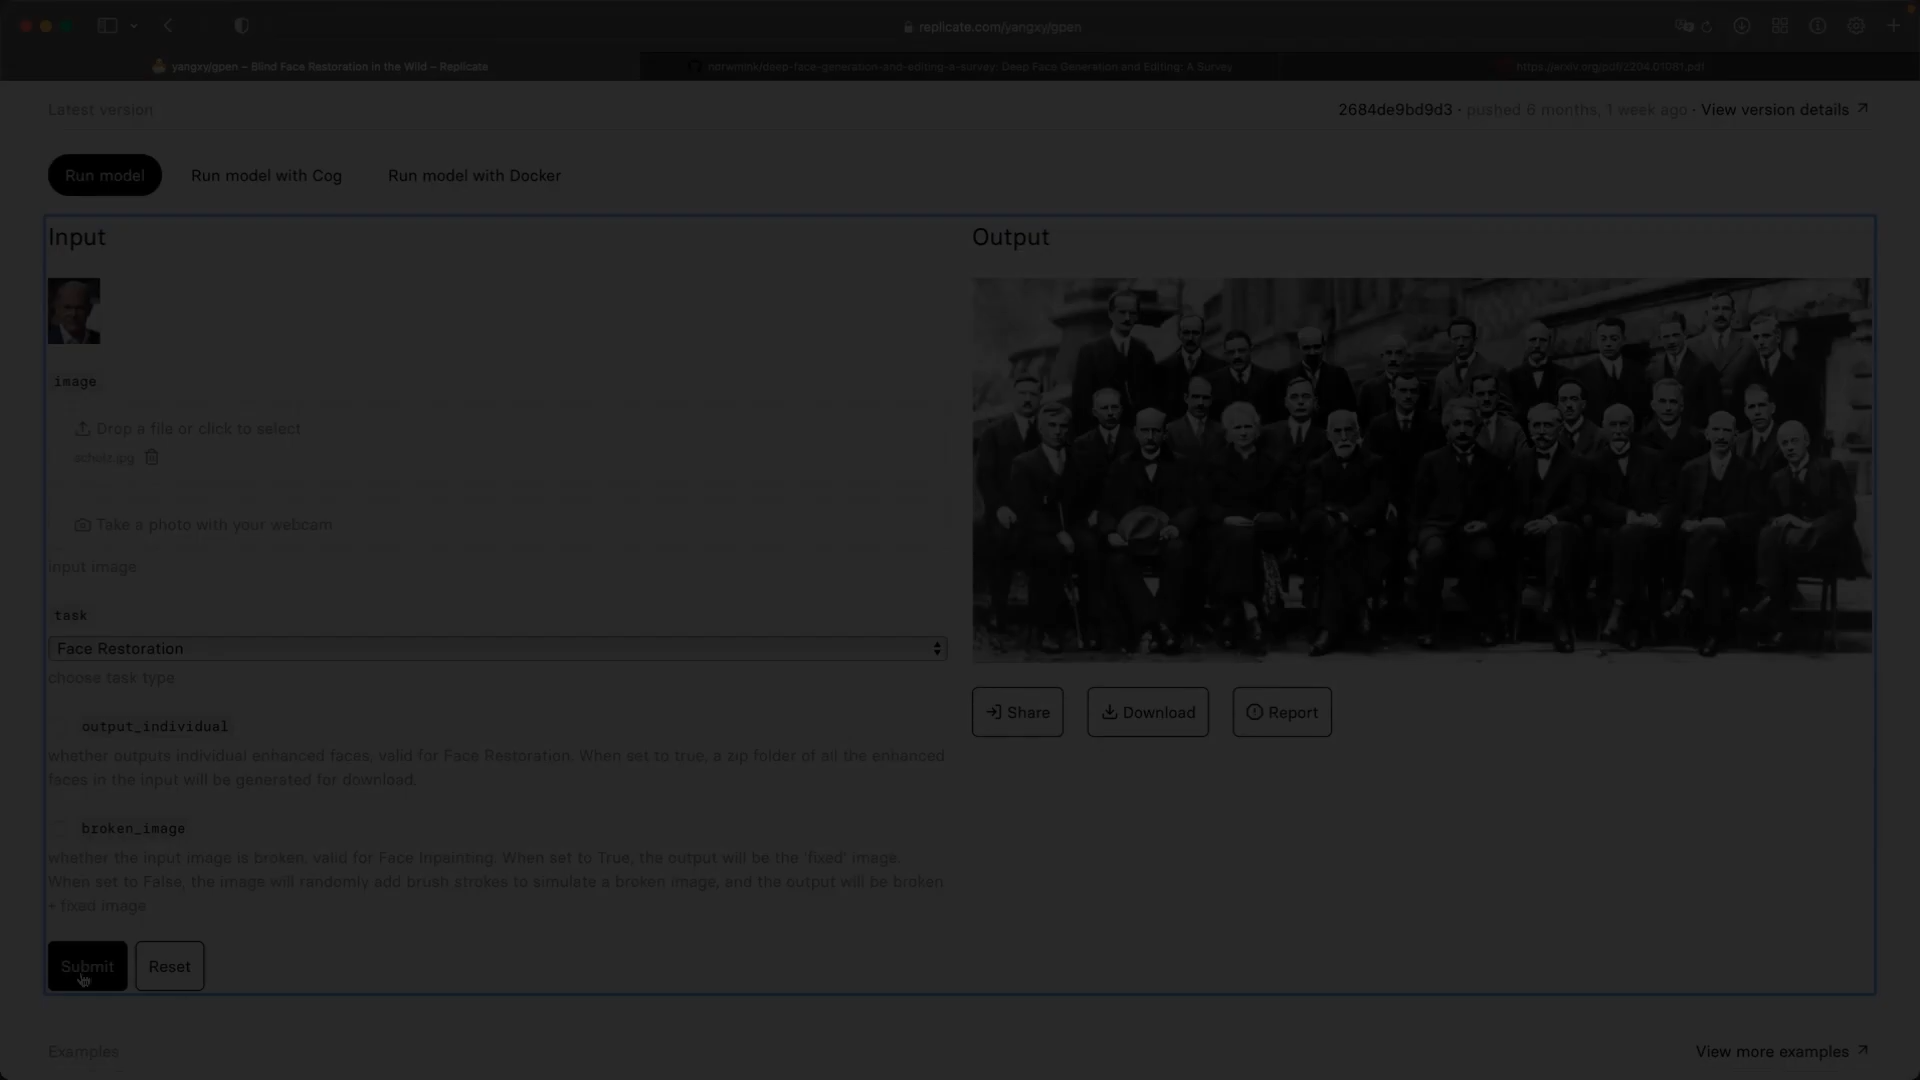 replicate.com/yangxy/gpen
yangxy/gpen – Blind Face Restoration in the Wild – Replicate
norwmink/deep-face-generation-and-editing-a-survey: Deep Face Generation and Editing: A Survey
https://arxiv.org/pdf/2204.01081.pdf
Latest version
2684de9bd9d3 · pushed 6 months, 1 week ago · View version details
Run model
Run model with Cog
Run model with Docker
Input
Output
image
Drop a file or click to select
scholz.jpg
Take a photo with your webcam
input image
task
Face Restoration
choose task type
Share
Download
Report
output_individual
whether outputs individual enhanced faces, valid for Face Restoration. When set to true, a zip folder of all the enhanced
faces in the input will be generated for download.
broken_image
whether the input image is broken, valid for Face Inpainting. When set to True, the output will be the 'fixed' image.
When set to False, the image will randomly add brush strokes to simulate a broken image, and the output will be broken
+ fixed image
Submit
Reset
Examples
View more examples